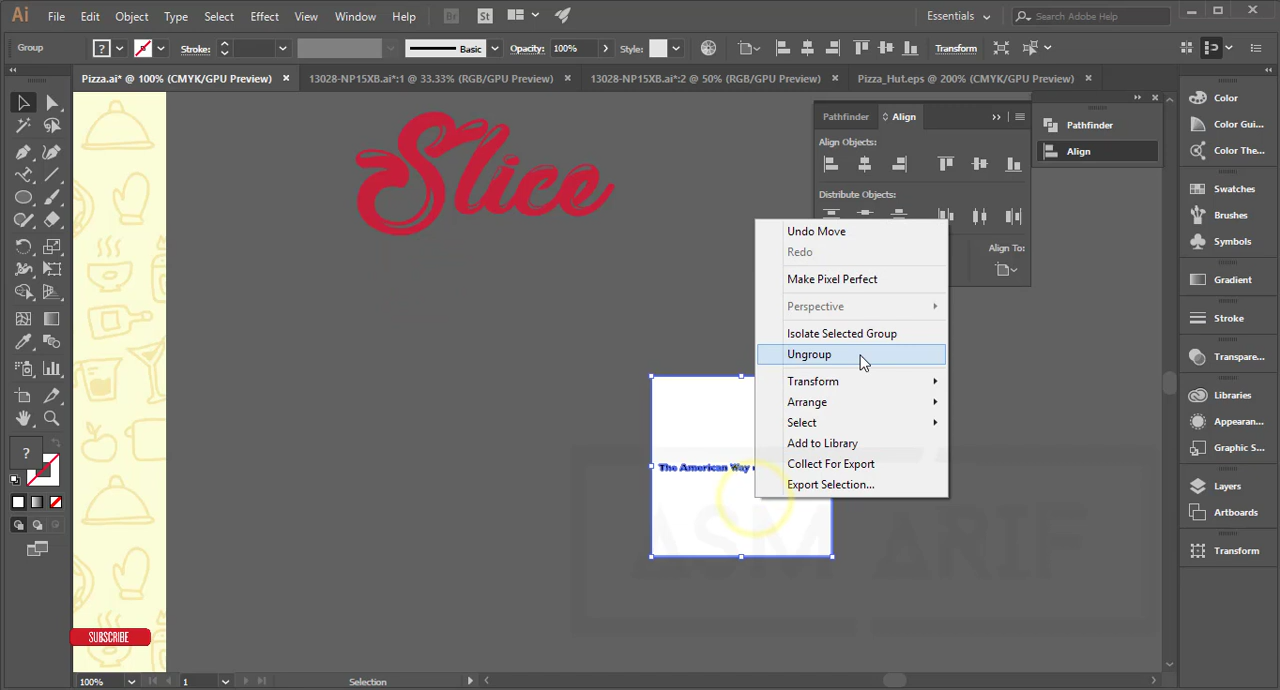 Ai File Edit Object Type Select Effect View Window Help Br St Essentials Search Adobe Help
Group ? Stroke: Basic Opacity: 100% Style: Transform
Pizza.ai* @ 100% (CMYK/GPU Preview) × 13028-NP15XB.ai*:1 @ 33.33% (RGB/GPU Preview) × 13028-NP15XB.ai*:2 @ 50% (RGB/GPU Preview) × Pizza_Hut.eps @ 200% (CMYK/GPU Preview) ×
Slice
Pathfinder Align
Align Objects:
Distribute Objects:
Align To:
Pathfinder
Align
Undo Move
Redo
Make Pixel Perfect
Perspective
Isolate Selected Group
Ungroup
Transform
Arrange
Select
Add to Library
Collect For Export
Export Selection...
The American Way
ASM ARIF
Color
Color Gui...
Color The...
Swatches
Brushes
Symbols
Gradient
Stroke
Transpare...
Libraries
Appearan...
Graphic S...
Layers
Artboards
Transform
?
SUBSCRIBE
100% 1 Selection